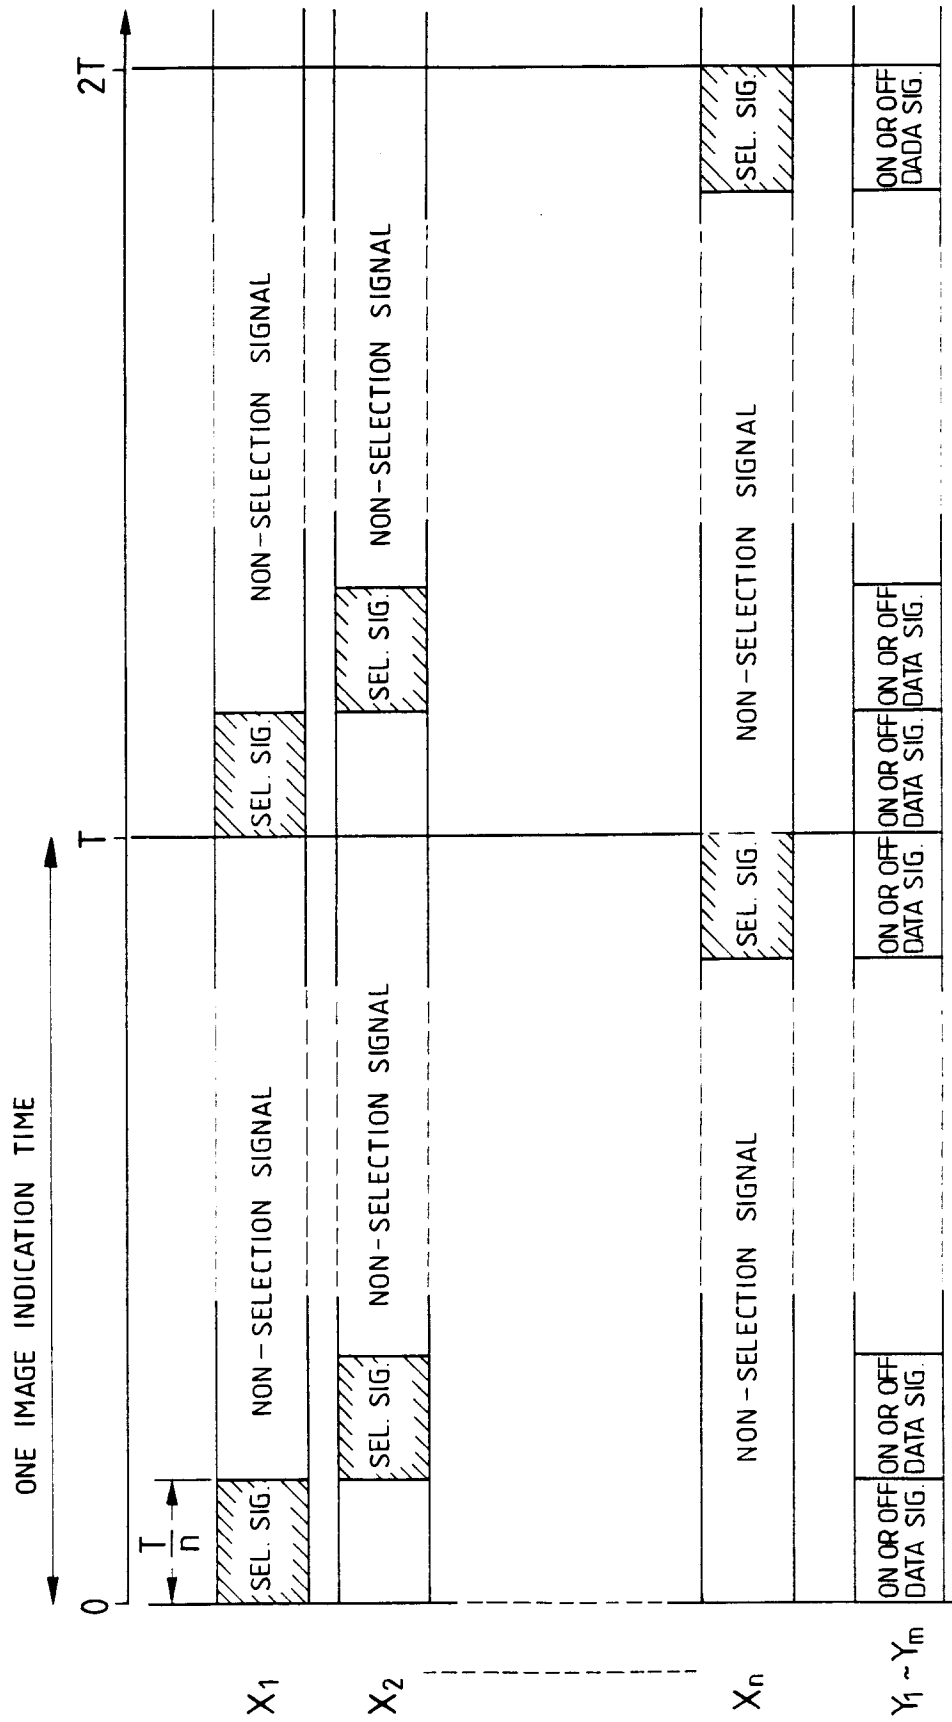 ONE IMAGE INDICATION TIME
0
T
2T
T
n
X1
SEL. SIG.
NON-SELECTION SIGNAL
SEL. SIG.
NON-SELECTION SIGNAL
X2
SEL. SIG.
NON-SELECTION SIGNAL
SEL. SIG.
NON-SELECTION SIGNAL
Xn
NON-SELECTION SIGNAL
SEL. SIG.
NON-SELECTION SIGNAL
SEL. SIG.
Y1 ~ Ym
ON OR OFF
DATA SIG.
ON OR OFF
DATA SIG.
ON OR OFF
DATA SIG.
ON OR OFF
DATA SIG.
ON OR OFF
DATA SIG.
ON OR OFF
DADA SIG.